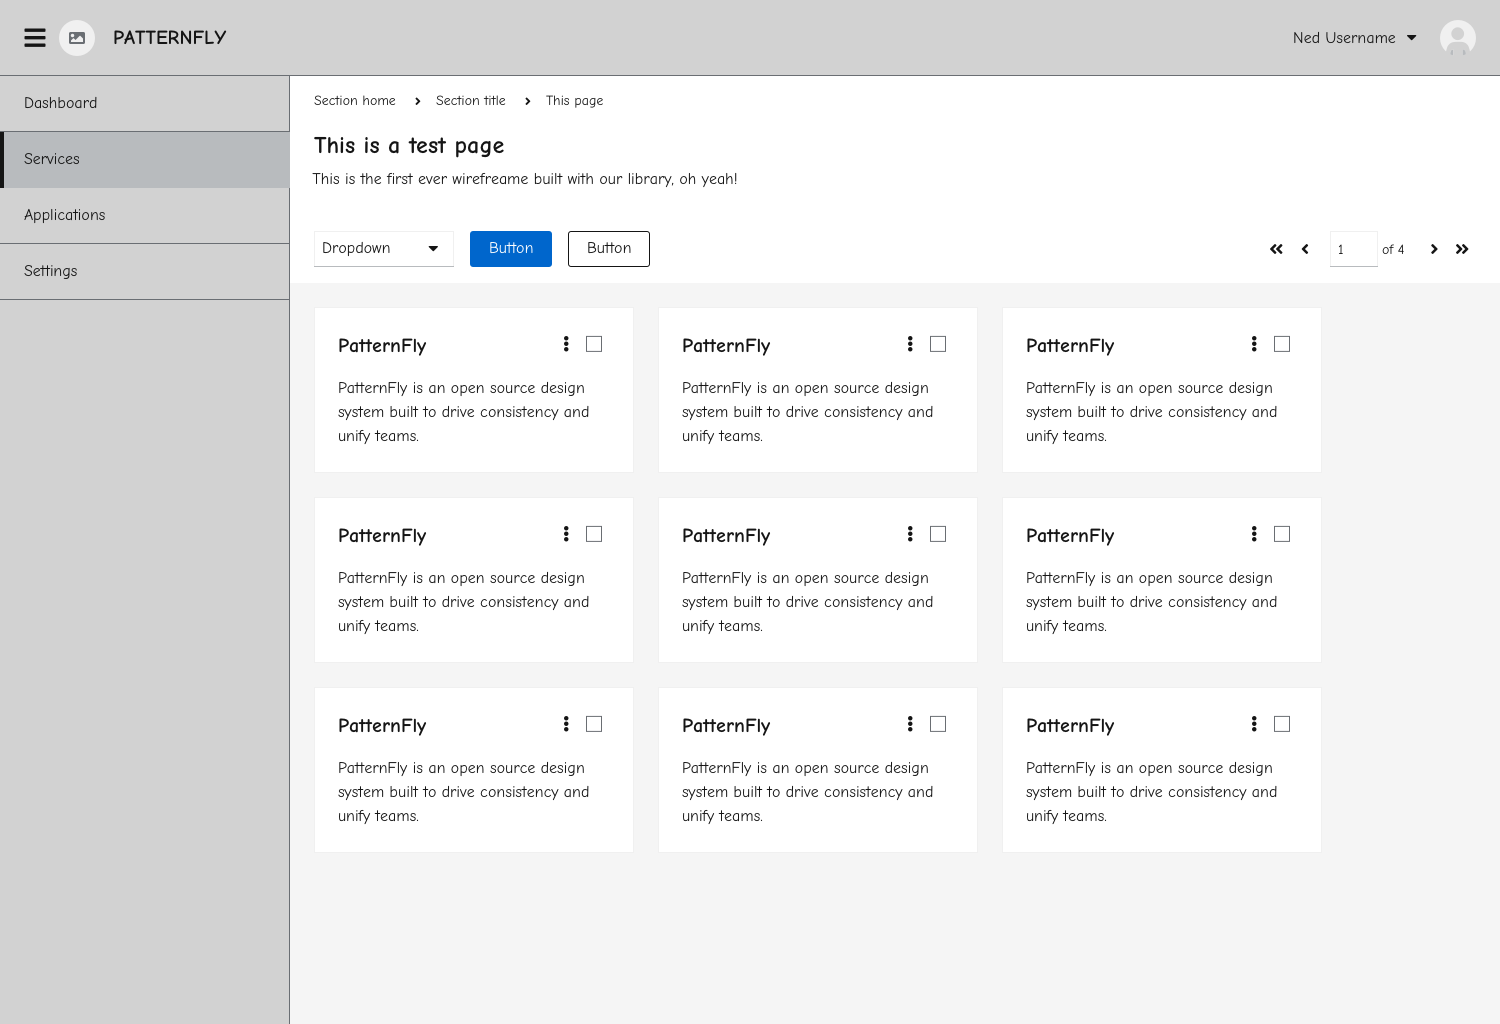 PATTERNFLY
Ned Username
Dashboard
Services
Applications
Settings
Section home Section title This page
This is a test page
This is the first ever wirefreame built with our library, oh yeah!
Dropdown Button Button 1 of 4
PatternFly
PatternFly is an open source design
system built to drive consistency and
unify teams.
PatternFly
PatternFly is an open source design
system built to drive consistency and
unify teams.
PatternFly
PatternFly is an open source design
system built to drive consistency and
unify teams.
PatternFly
PatternFly is an open source design
system built to drive consistency and
unify teams.
PatternFly
PatternFly is an open source design
system built to drive consistency and
unify teams.
PatternFly
PatternFly is an open source design
system built to drive consistency and
unify teams.
PatternFly
PatternFly is an open source design
system built to drive consistency and
unify teams.
PatternFly
PatternFly is an open source design
system built to drive consistency and
unify teams.
PatternFly
PatternFly is an open source design
system built to drive consistency and
unify teams.